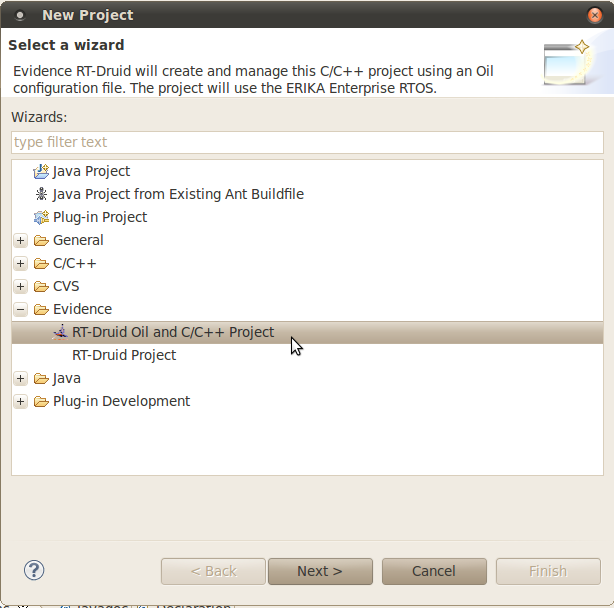 New Project
Select a wizard
Evidence RT-Druid will create and manage this C/C++ project using an Oil
configuration file. The project will use the ERIKA Enterprise RTOS.
Wizards:
type filter text
Java Project
Java Project from Existing Ant Buildfile
Plug-in Project
General
C/C++
CVS
Evidence
RT-Druid Oil and C/C++ Project
RT-Druid Project
Java
Plug-in Development
< Back
Next >
Cancel
Finish